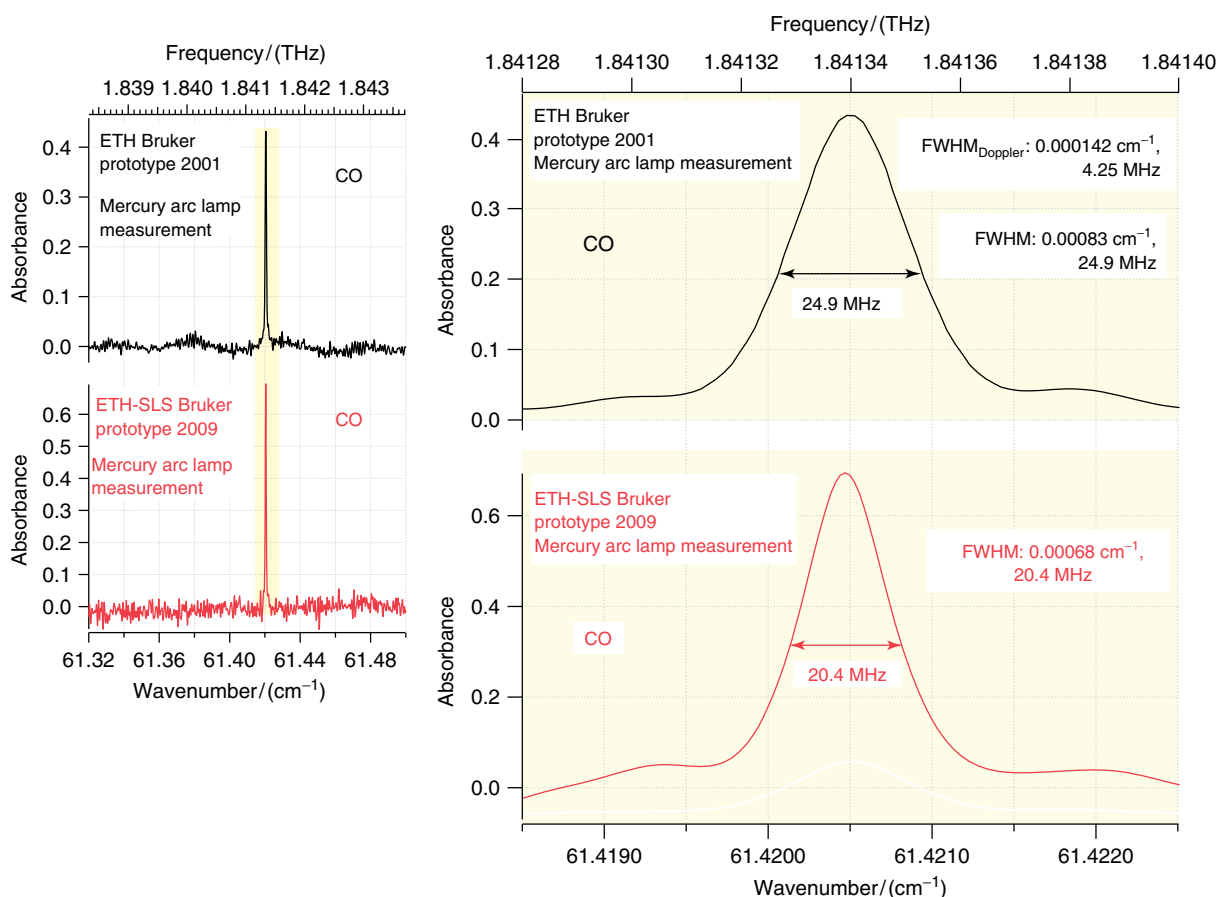 Frequency/(THz)
1.839 1.840 1.841 1.842 1.843
ETH Bruker
prototype 2001
CO
Mercury arc lamp
measurement
Absorbance
0.4
0.3
0.2
0.1
0.0
ETH-SLS Bruker
prototype 2009
CO
Mercury arc lamp
measurement
Absorbance
0.6
0.5
0.4
0.3
0.2
0.1
0.0
61.32 61.36 61.40 61.44 61.48
Wavenumber/(cm⁻¹)
Frequency/(THz)
1.84128 1.84130 1.84132 1.84134 1.84136 1.84138 1.84140
ETH Bruker
prototype 2001
Mercury arc lamp measurement
FWHM_Doppler: 0.000142 cm⁻¹,
4.25 MHz
CO
FWHM: 0.00083 cm⁻¹,
24.9 MHz
24.9 MHz
Absorbance
0.4
0.3
0.2
0.1
0.0
ETH-SLS Bruker
prototype 2009
Mercury arc lamp measurement
FWHM: 0.00068 cm⁻¹,
20.4 MHz
CO
20.4 MHz
Absorbance
0.6
0.4
0.2
0.0
61.4190 61.4200 61.4210 61.4220
Wavenumber/(cm⁻¹)